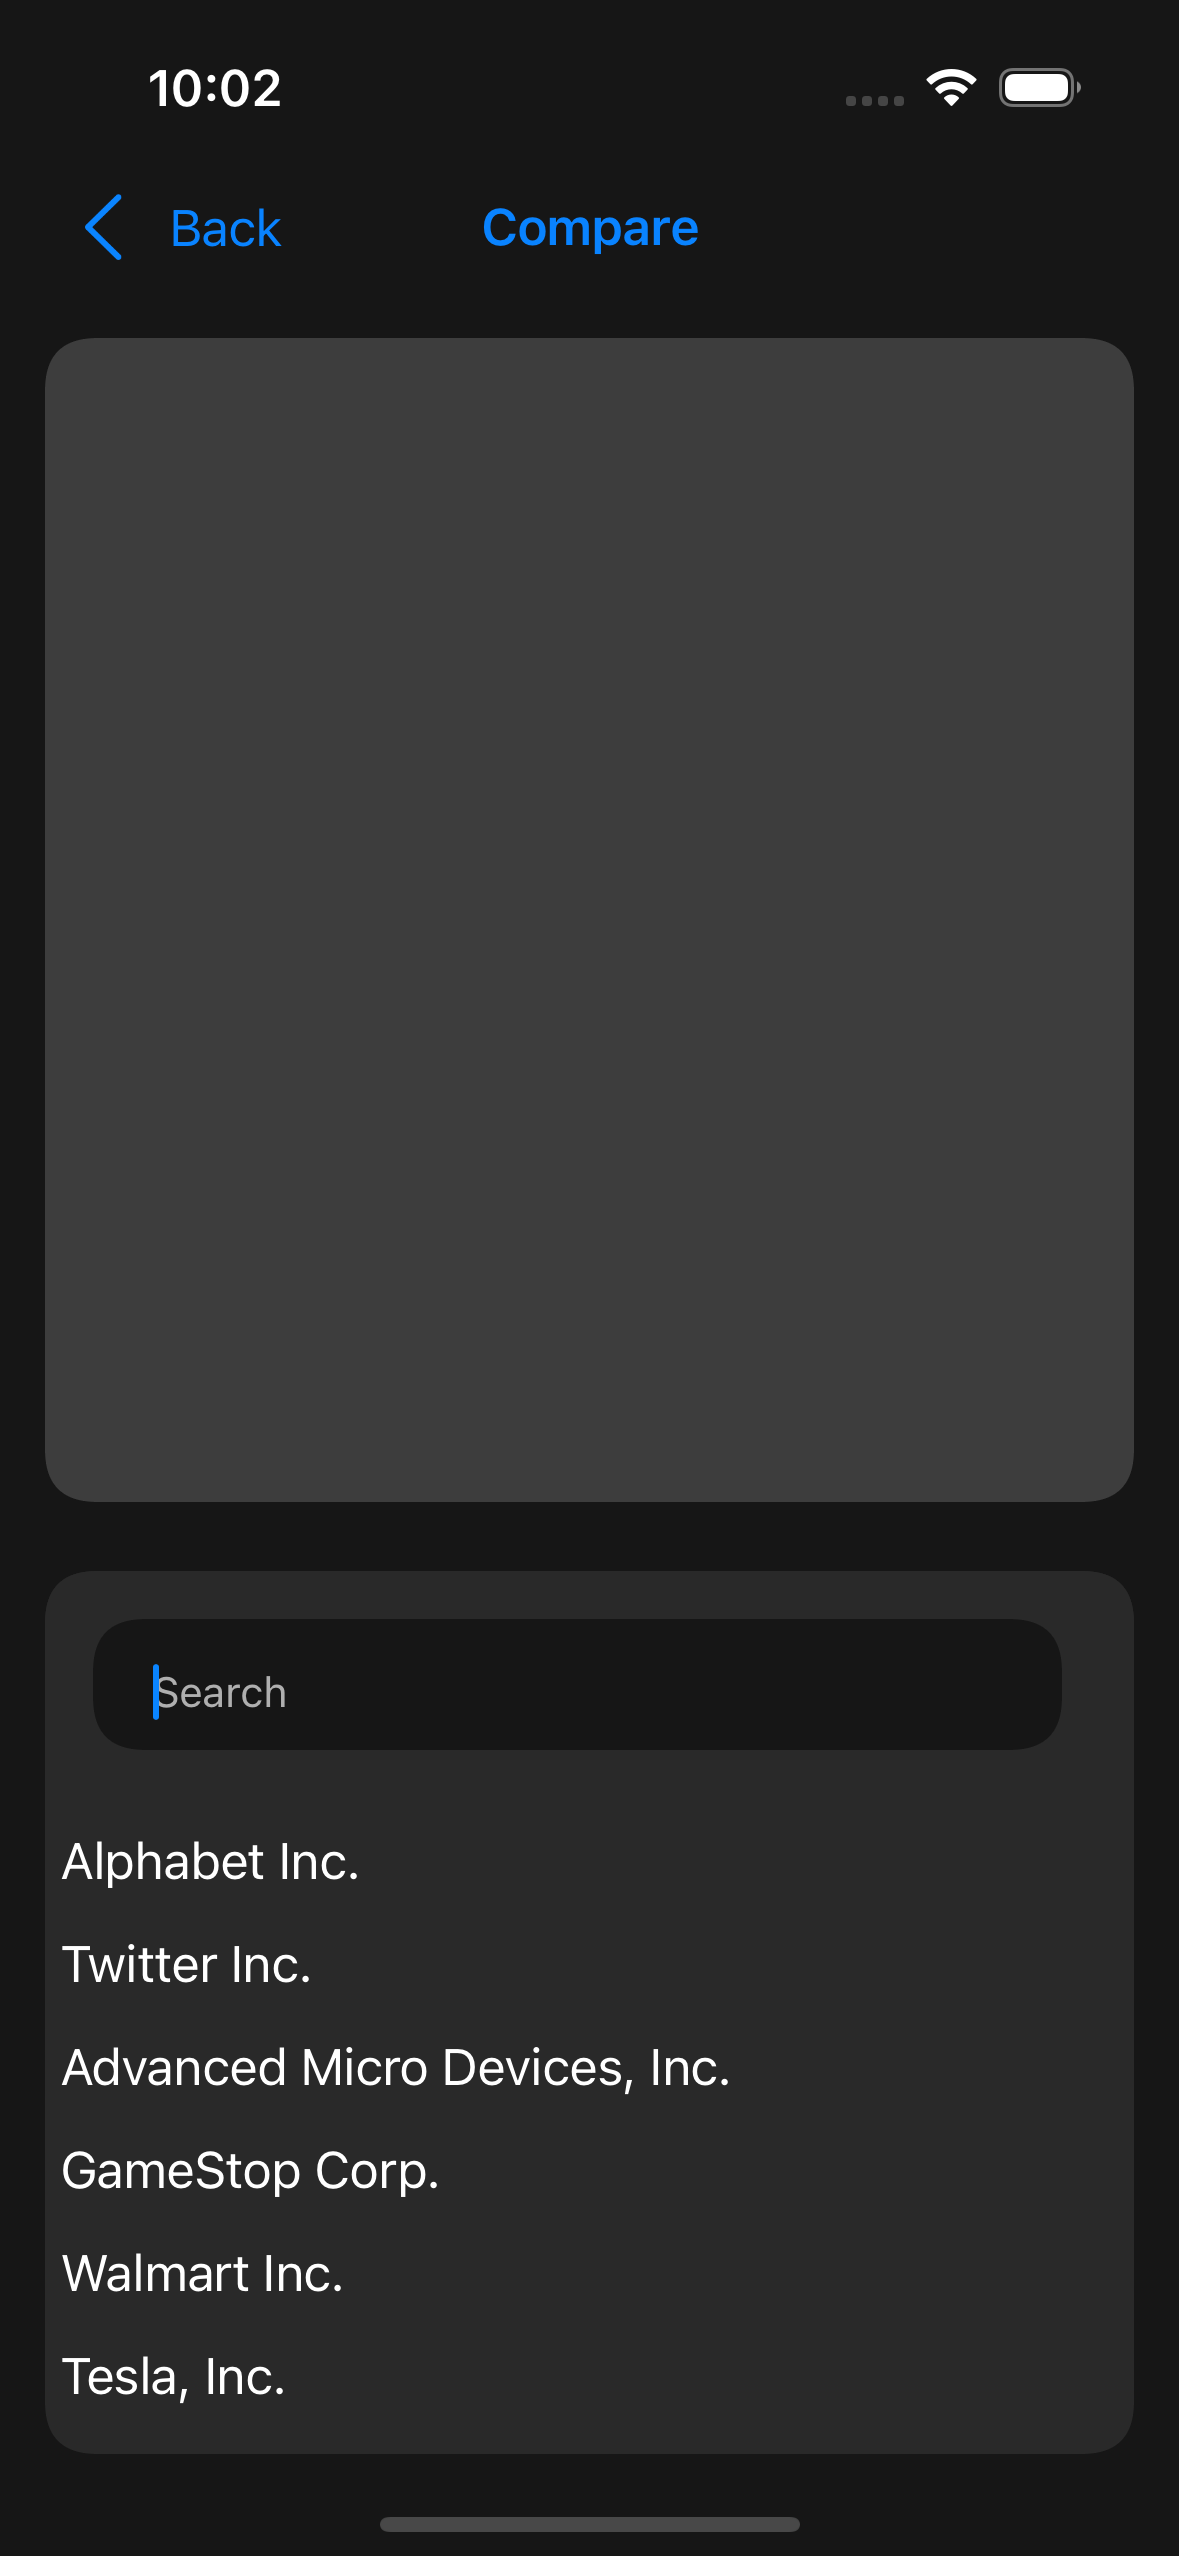 10:02
Back
Compare
Search
Alphabet Inc.
Twitter Inc.
Advanced Micro Devices, Inc.
GameStop Corp.
Walmart Inc.
Tesla, Inc.